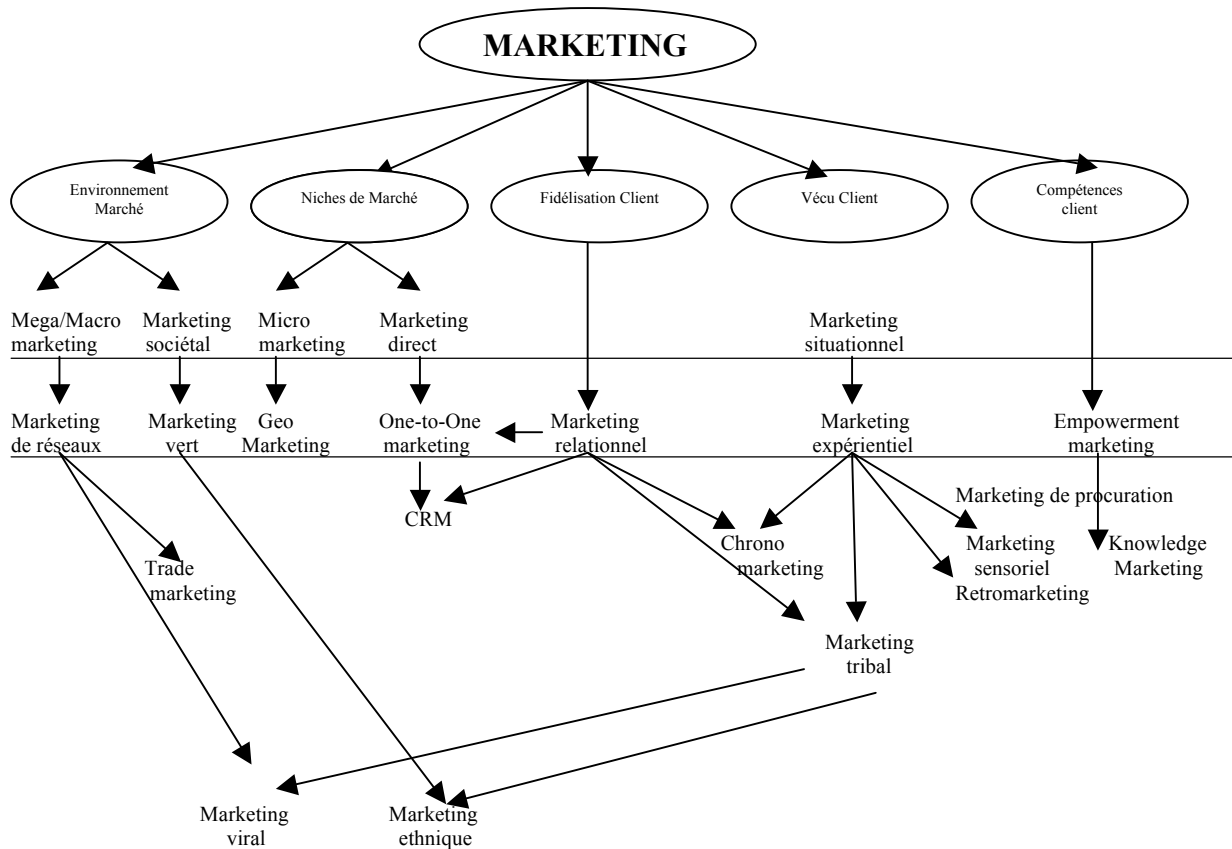 MARKETING
Environnement
Marché
Niches de Marché
Fidélisation Client
Vécu Client
Compétences
client
Mega/Macro
marketing
Marketing
sociétal
Micro
marketing
Marketing
direct
Marketing
situationnel
Marketing
de réseaux
Marketing
vert
Geo
Marketing
One-to-One
marketing
Marketing
relationnel
Marketing
expérientiel
Empowerment
marketing
Marketing de procuration
CRM
Trade
marketing
Chrono
marketing
Marketing
sensoriel
Retromarketing
Knowledge
Marketing
Marketing
tribal
Marketing
viral
Marketing
ethnique